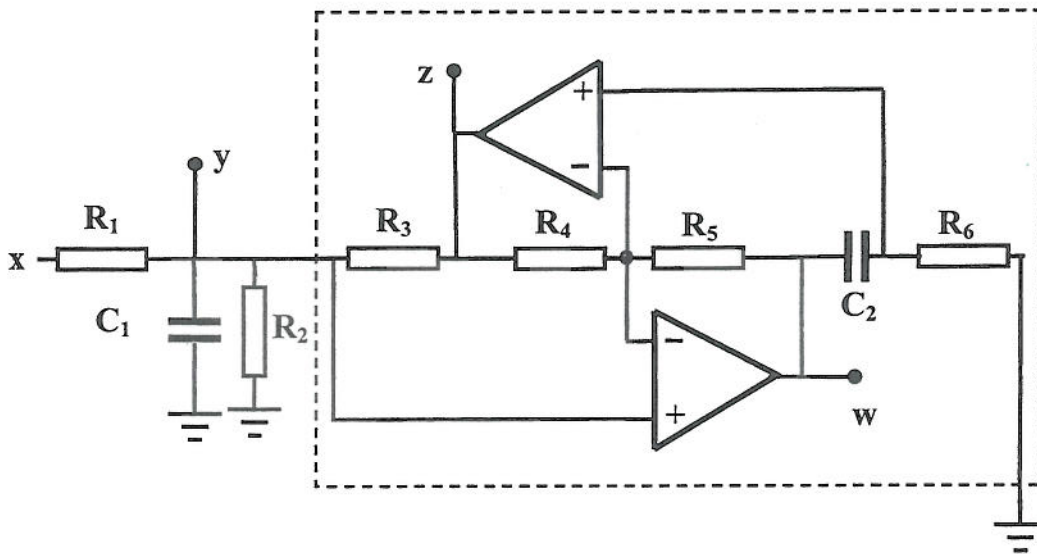 z
+
y
−
R₁
R₃
R₄
R₅
R₆
x
C₁
R₂
C₂
−
+
w